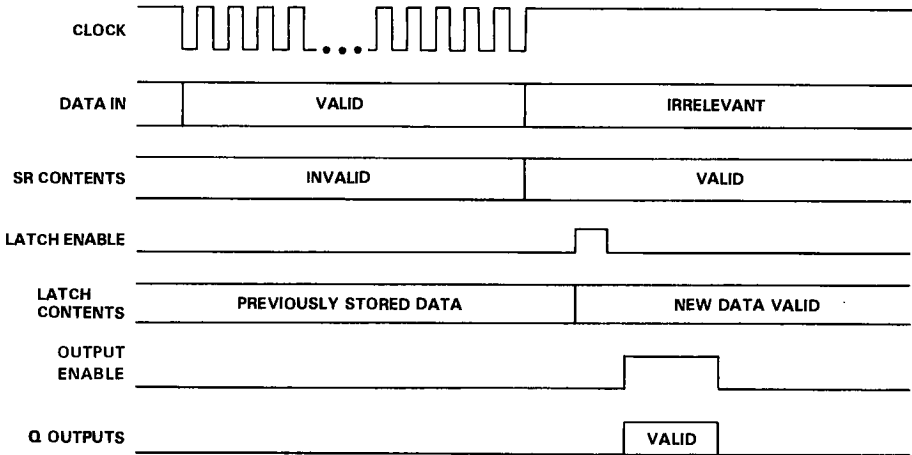 CLOCK
DATA IN
VALID
IRRELEVANT
SR CONTENTS
INVALID
VALID
LATCH ENABLE
LATCH
CONTENTS
PREVIOUSLY STORED DATA
NEW DATA VALID
OUTPUT
ENABLE
Q OUTPUTS
VALID